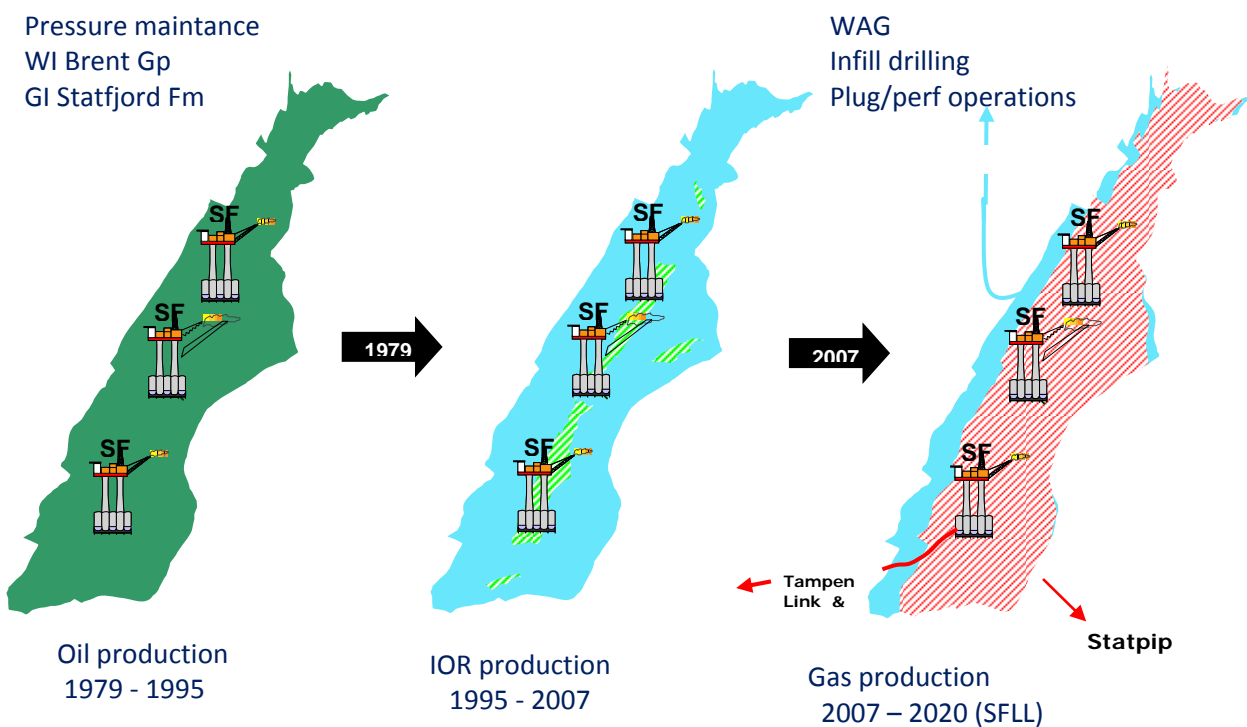 Pressure maintance
WI Brent Gp
GI Statfjord Fm
WAG
Infill drilling
Plug/perf operations
SF
SF
SF
SF
SF
SF
SF
SF
SF
1979
2007
Tampen
Link &
Statpip
Oil production
1979 - 1995
IOR production
1995 - 2007
Gas production
2007 – 2020 (SFLL)